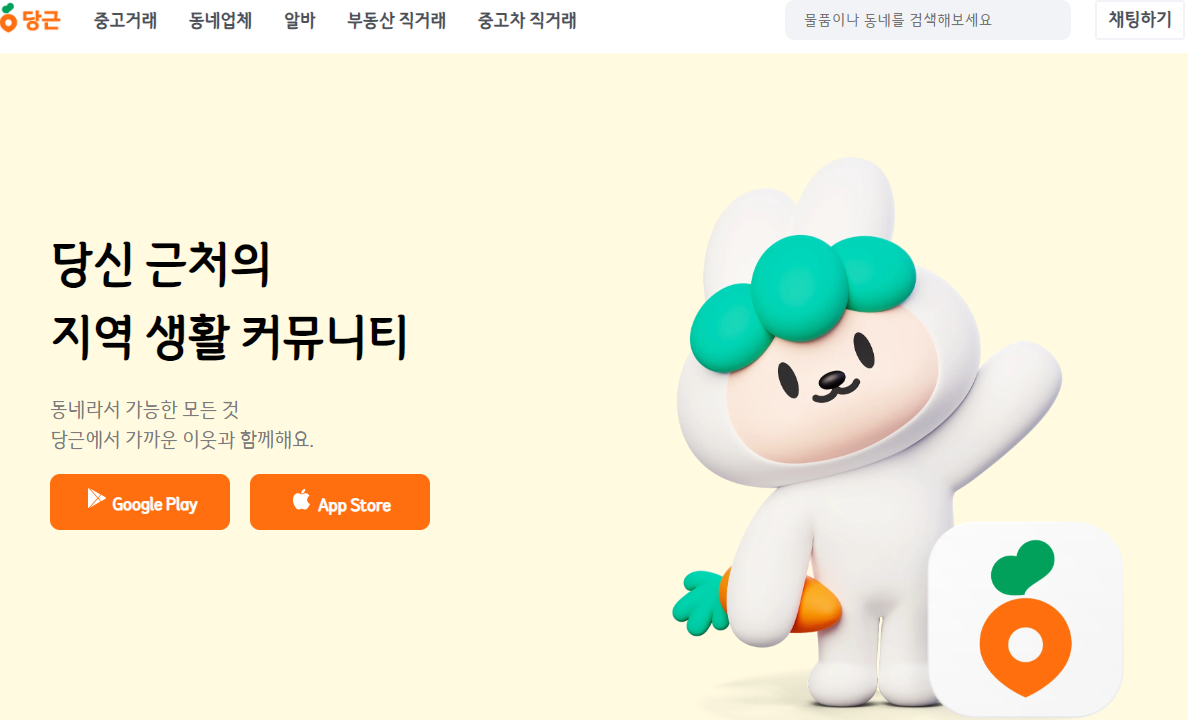 당근 중고거래 동네업체 알바 부동산 직거래 중고차 직거래 물품이나 동네를 검색해보세요 채팅하기
당신 근처의
지역 생활 커뮤니티
동네라서 가능한 모든 것
당근에서 가까운 이웃과 함께해요.
Google Play App Store